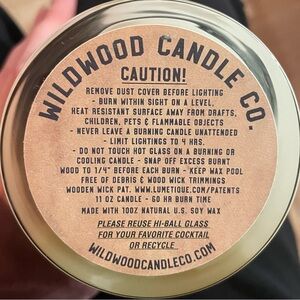 WILDWOOD CANDLE CO.
CAUTION!
REMOVE DUST COVER BEFORE LIGHTING
- BURN WITHIN SIGHT ON A LEVEL,
HEAT RESISTANT SURFACE AWAY FROM DRAFTS,
CHILDREN, PETS & FLAMMABLE OBJECTS
- NEVER LEAVE A BURNING CANDLE UNATTENDED
- LIMIT LIGHTINGS TO 4 HRS.
- DO NOT TOUCH HOT GLASS ON A BURNING OR
COOLING CANDLE - SNAP OFF EXCESS BURNT
WOOD TO 1/4" BEFORE EACH BURN - KEEP WAX POOL
FREE OF DEBRIS & WOOD WICK TRIMMINGS
WOODEN WICK PAT. WWW.LUMETIQUE.COM/PATENTS
11 OZ CANDLE - 60 HR BURN TIME
MADE WITH 100% NATURAL U.S. SOY WAX
PLEASE REUSE HI-BALL GLASS
FOR YOUR FAVORITE COCKTAIL
OR RECYCLE
WILDWOODCANDLECO.COM